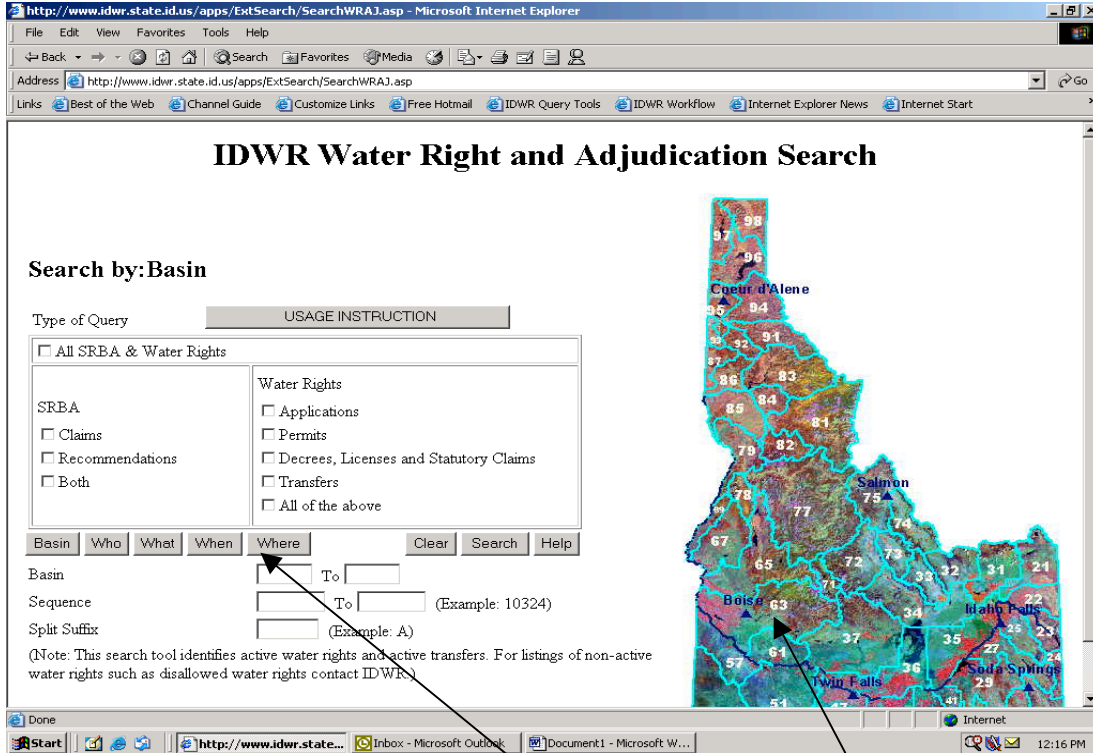 http://www.idwr.state.id.us/apps/ExtSearch/SearchWRAJ.asp - Microsoft Internet Explorer
File Edit View Favorites Tools Help
Back Search Favorites Media
Address http://www.idwr.state.id.us/apps/ExtSearch/SearchWRAJ.asp Go
Links Best of the Web Channel Guide Customize Links Free Hotmail IDWR Query Tools IDWR Workflow Internet Explorer News Internet Start
IDWR Water Right and Adjudication Search
Search by:Basin
Type of Query USAGE INSTRUCTION
All SRBA & Water Rights
SRBA
Claims
Recommendations
Both
Water Rights
Applications
Permits
Decrees, Licenses and Statutory Claims
Transfers
All of the above
Basin Who What When Where Clear Search Help
Basin To
Sequence To (Example: 10324)
Split Suffix (Example: A)
(Note: This search tool identifies active water rights and active transfers. For listings of non-active
water rights such as disallowed water rights contact IDWR.)
98
97
96
Coeur d'Alene
95 94
93 92 91
87
86 83
85 84
81
79 82
78 77 Salmon
75
74
67
65 72 73
71 33 32 31 21
Boise 63 34 22
Idaho Falls
37 35 25 23
61 27
57 36 24
Soda Springs
Twin Falls 29
51 47 41
Done Internet
Start http://www.idwr.state... Inbox - Microsoft Outlook Document1 - Microsoft W... 12:16 PM